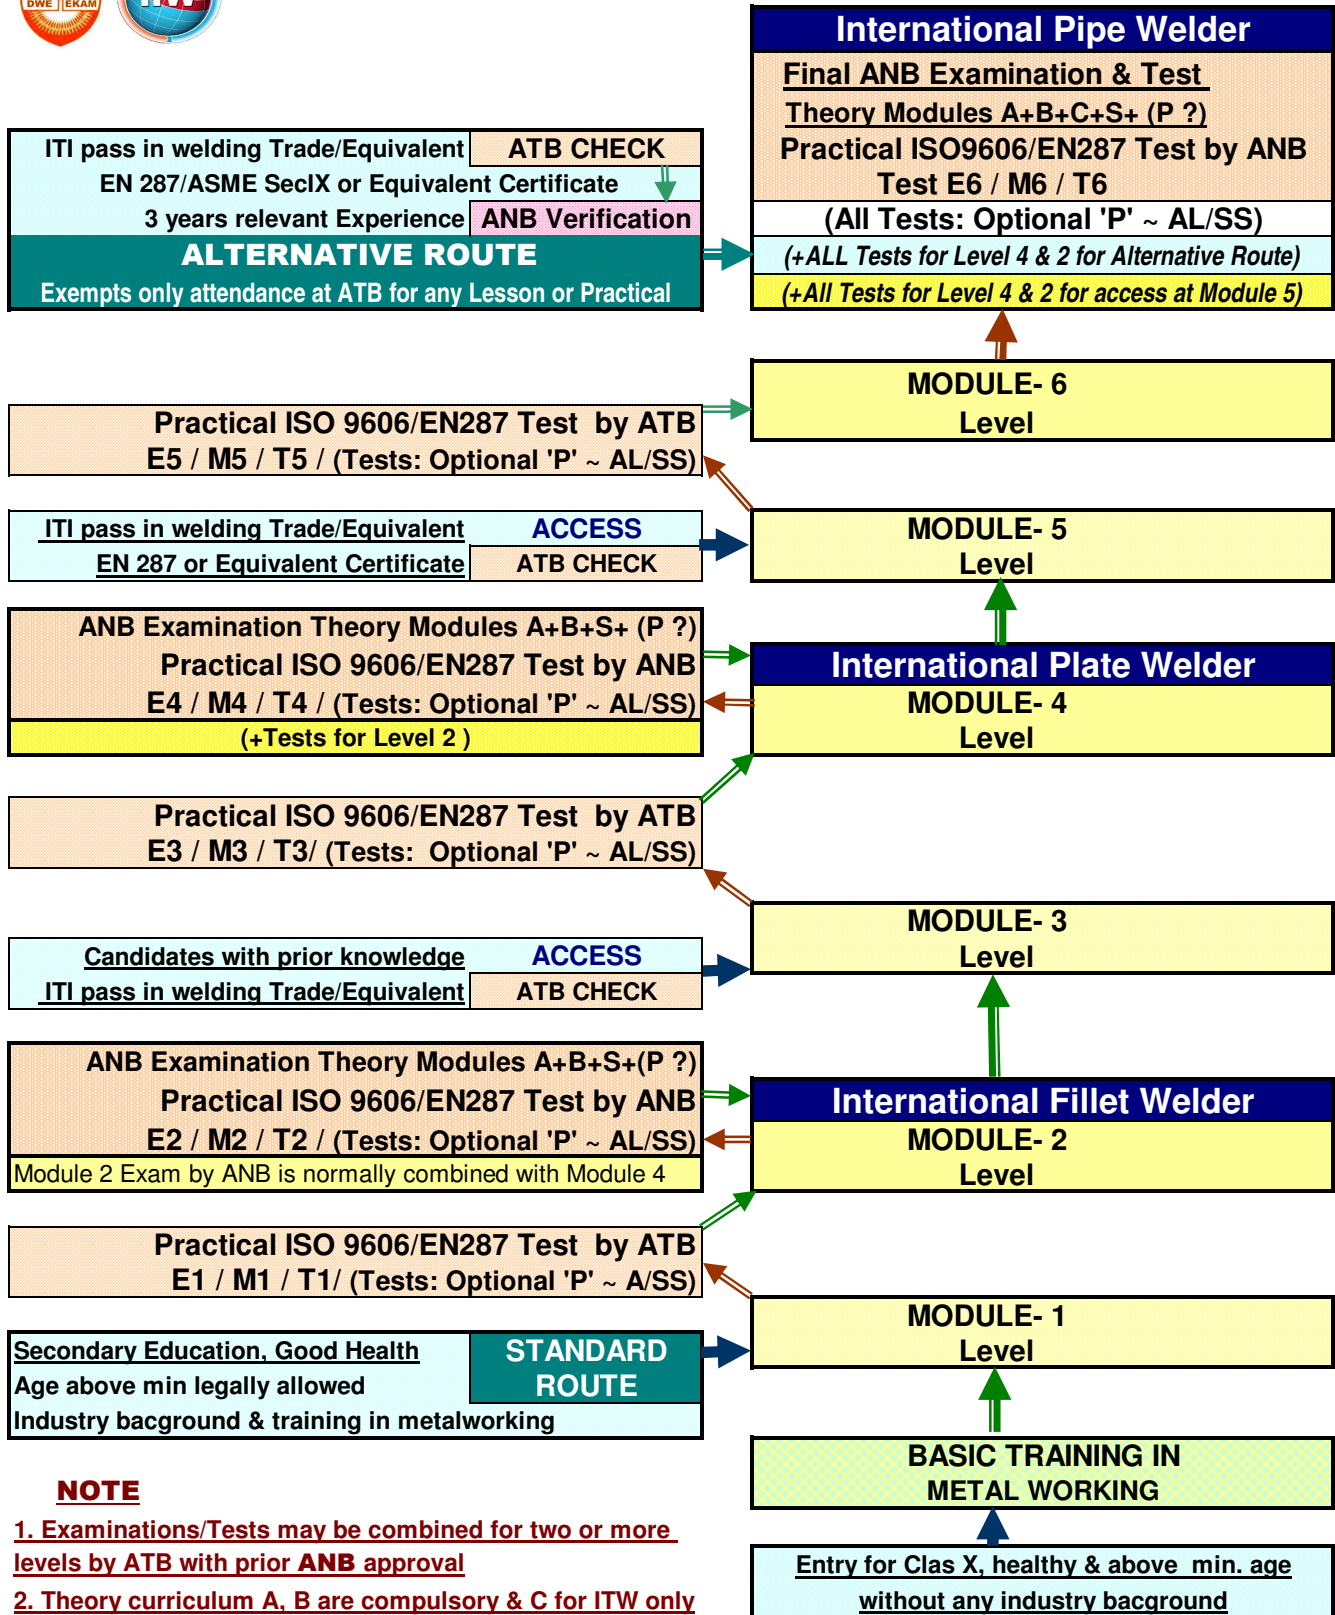 DWE EKAM
International Pipe Welder
Final ANB Examination & Test
Theory Modules A+B+C+S+ (P ?)
Practical ISO9606/EN287 Test by ANB
Test E6 / M6 / T6
(All Tests: Optional 'P' ~ AL/SS)
(+ALL Tests for Level 4 & 2 for Alternative Route)
(+All Tests for Level 4 & 2 for access at Module 5)
ITI pass in welding Trade/Equivalent ATB CHECK
EN 287/ASME SecIX or Equivalent Certificate
3 years relevant Experience ANB Verification
ALTERNATIVE ROUTE
Exempts only attendance at ATB for any Lesson or Practical
MODULE- 6
Level
Practical ISO 9606/EN287 Test by ATB
E5 / M5 / T5 / (Tests: Optional 'P' ~ AL/SS)
ITI pass in welding Trade/Equivalent ACCESS
EN 287 or Equivalent Certificate ATB CHECK
MODULE- 5
Level
ANB Examination Theory Modules A+B+S+ (P ?)
Practical ISO 9606/EN287 Test by ANB
E4 / M4 / T4 / (Tests: Optional 'P' ~ AL/SS)
(+Tests for Level 2 )
International Plate Welder
MODULE- 4
Level
Practical ISO 9606/EN287 Test by ATB
E3 / M3 / T3/ (Tests: Optional 'P' ~ AL/SS)
MODULE- 3
Level
Candidates with prior knowledge ACCESS
ITI pass in welding Trade/Equivalent ATB CHECK
ANB Examination Theory Modules A+B+S+(P ?)
Practical ISO 9606/EN287 Test by ANB
E2 / M2 / T2 / (Tests: Optional 'P' ~ AL/SS)
Module 2 Exam by ANB is normally combined with Module 4
International Fillet Welder
MODULE- 2
Level
Practical ISO 9606/EN287 Test by ATB
E1 / M1 / T1/ (Tests: Optional 'P' ~ A/SS)
MODULE- 1
Level
Secondary Education, Good Health STANDARD
Age above min legally allowed ROUTE
Industry bacground & training in metalworking
BASIC TRAINING IN
METAL WORKING
NOTE
1. Examinations/Tests may be combined for two or more
levels by ATB with prior ANB approval
2. Theory curriculum A, B are compulsory & C for ITW only
Entry for Clas X, healthy & above min. age
without any industry bacground